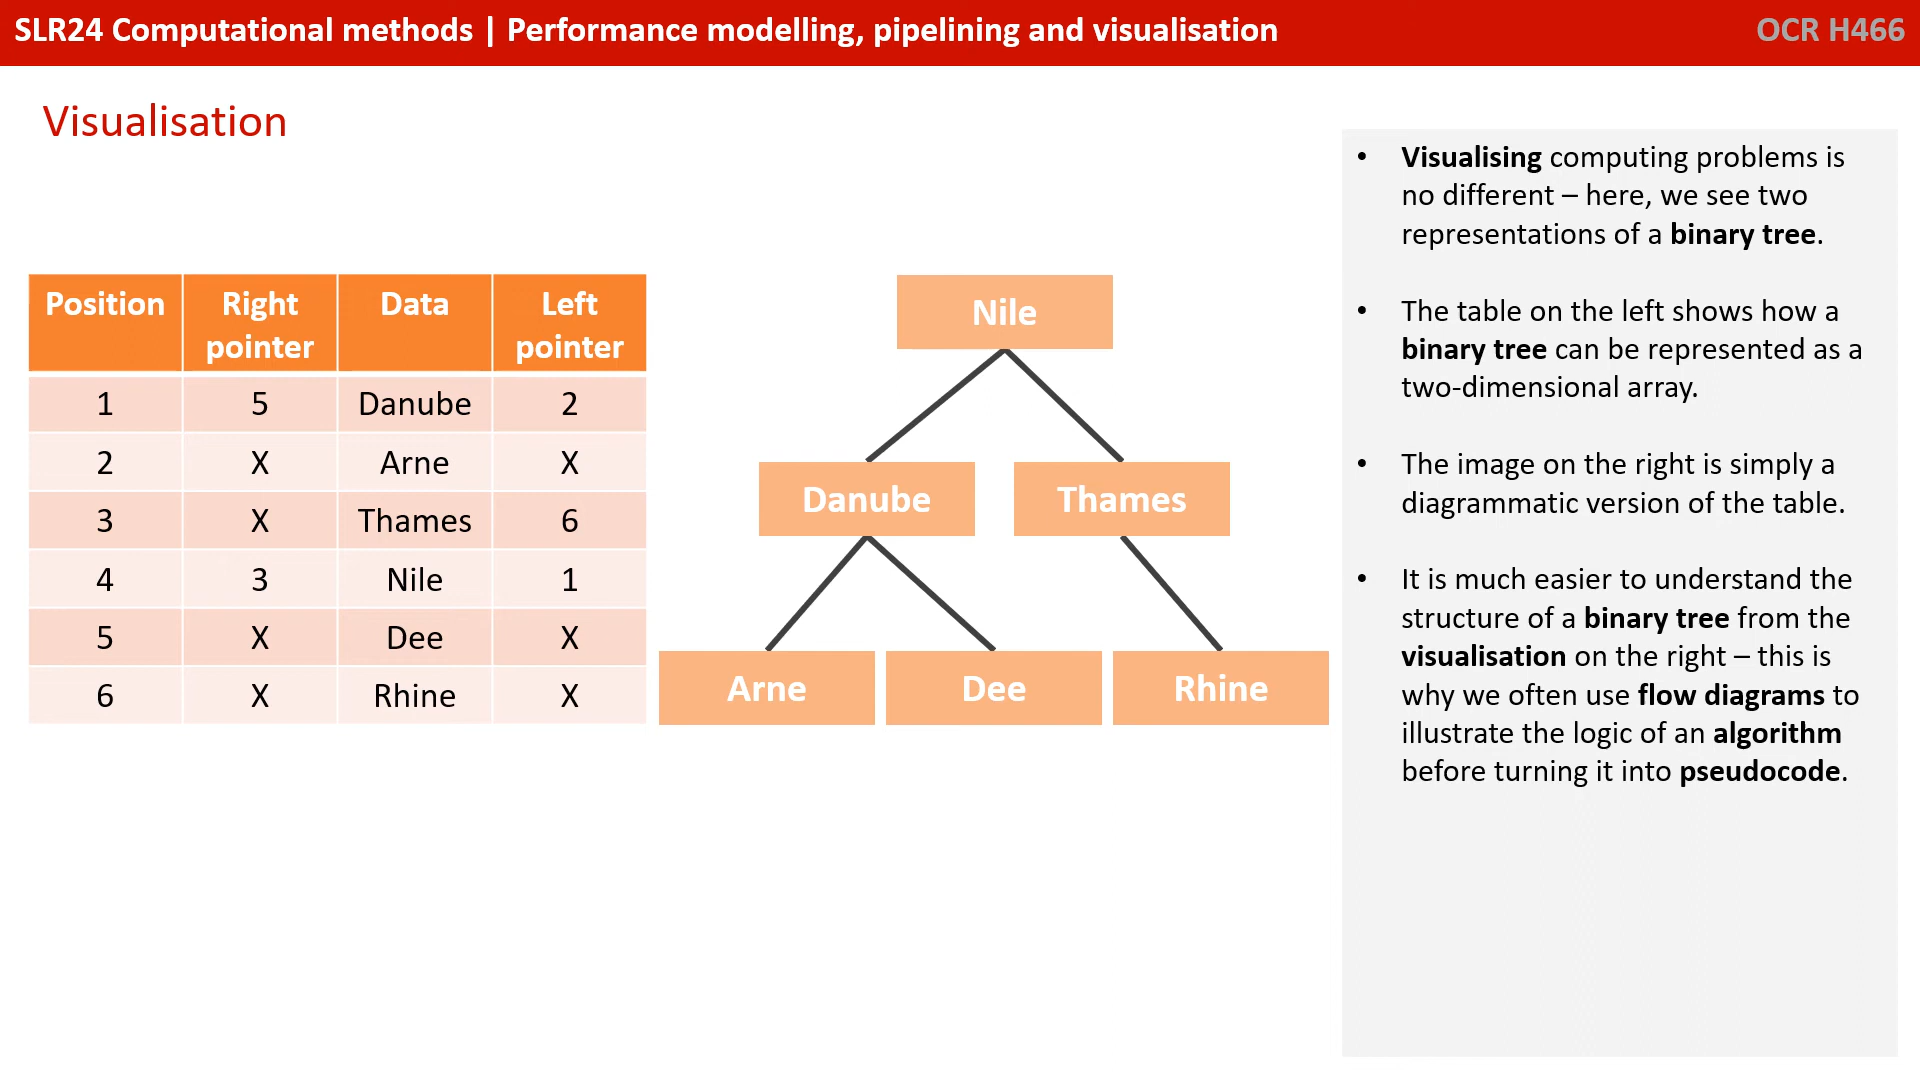 SLR24 Computational methods | Performance modelling, pipelining and visualisation
OCR H466
Visualisation
Position Right pointer Data Left pointer
1 5 Danube 2
2 X Arne X
3 X Thames 6
4 3 Nile 1
5 X Dee X
6 X Rhine X
Nile
Danube Thames
Arne Dee Rhine
• Visualising computing problems is
no different – here, we see two
representations of a binary tree.
• The table on the left shows how a
binary tree can be represented as a
two-dimensional array.
• The image on the right is simply a
diagrammatic version of the table.
• It is much easier to understand the
structure of a binary tree from the
visualisation on the right – this is
why we often use flow diagrams to
illustrate the logic of an algorithm
before turning it into pseudocode.